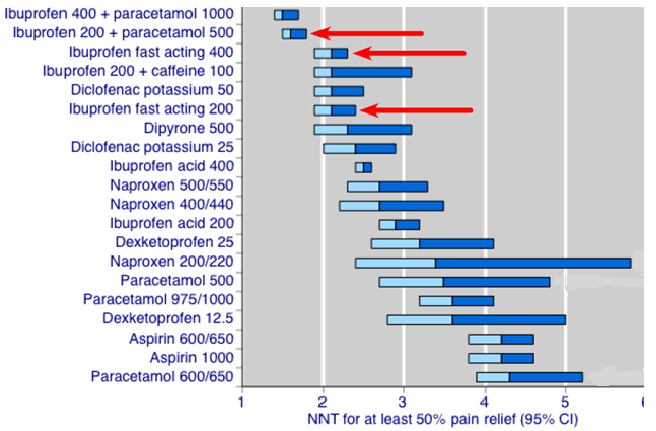 Ibuprofen 400 + paracetamol 1000
Ibuprofen 200 + paracetamol 500
Ibuprofen fast acting 400
Ibuprofen 200 + caffeine 100
Diclofenac potassium 50
Ibuprofen fast acting 200
Dipyrone 500
Diclofenac potassium 25
Ibuprofen acid 400
Naproxen 500/550
Naproxen 400/440
Ibuprofen acid 200
Dexketoprofen 25
Naproxen 200/220
Paracetamol 500
Paracetamol 975/1000
Dexketoprofen 12.5
Aspirin 600/650
Aspirin 1000
Paracetamol 600/650
1 2 3 4 5 6
NNT for at least 50% pain relief (95% CI)